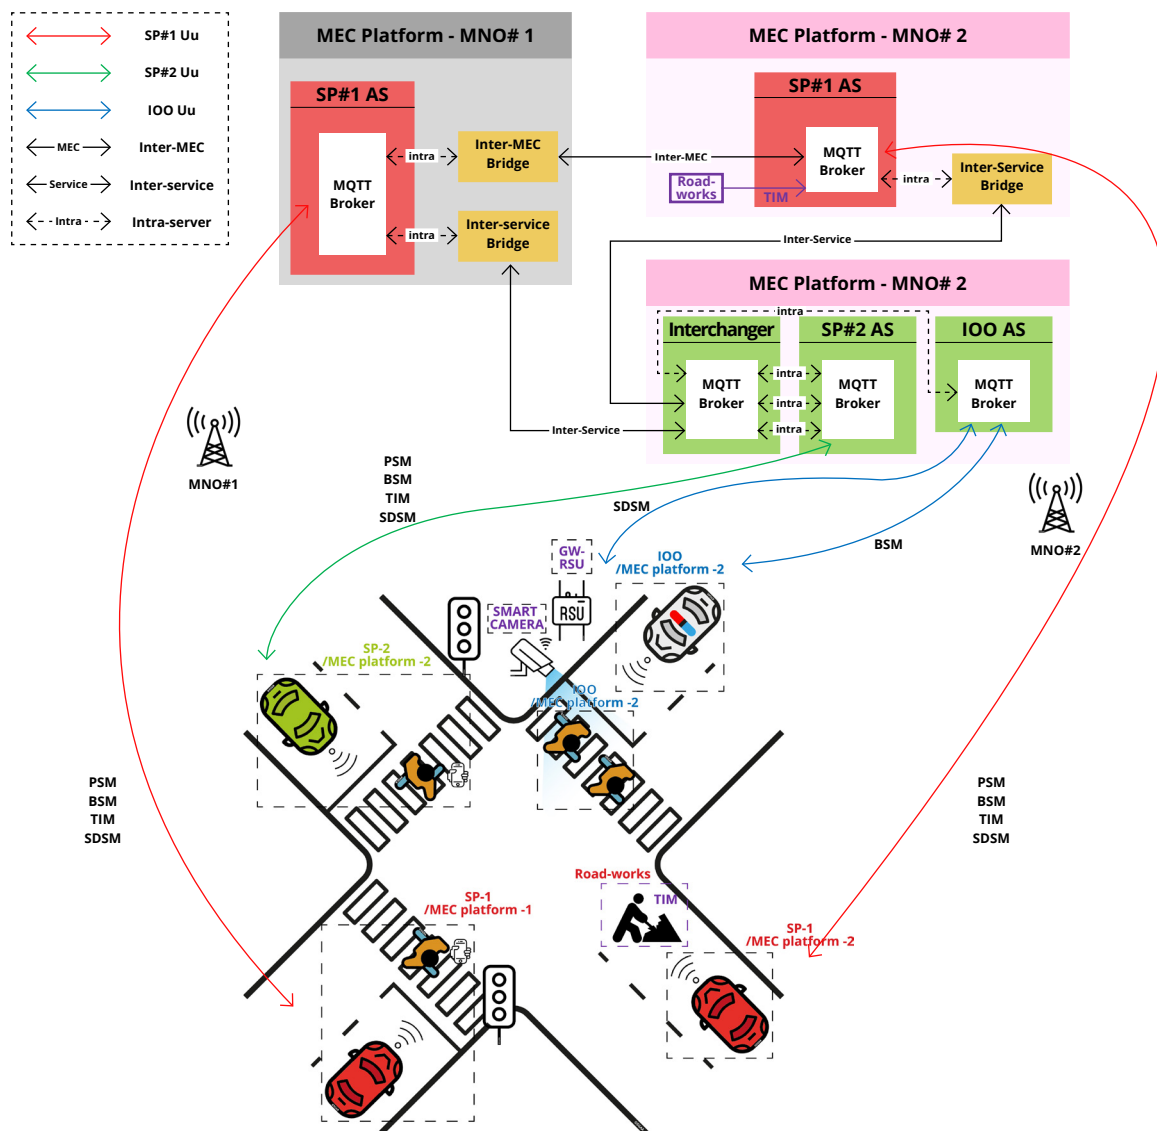 SP#1 Uu
SP#2 Uu
IOO Uu
MEC
Inter-MEC
Service
Inter-service
Intra
Intra-server
MEC Platform - MNO# 1
SP#1 AS
MQTT
Broker
intra
Inter-MEC
Bridge
intra
Inter-service
Bridge
Inter-MEC
MEC Platform - MNO# 2
SP#1 AS
MQTT
Broker
Road-
works
TIM
intra
Inter-Service
Bridge
Inter-Service
MEC Platform - MNO# 2
intra
Interchanger
SP#2 AS
IOO AS
MQTT
Broker
intra
intra
intra
MQTT
Broker
MQTT
Broker
Inter-Service
MNO#1
PSM
BSM
TIM
SDSM
SDSM
BSM
MNO#2
GW-
RSU
RSU
SMART
CAMERA
IOO
/MEC platform -2
SP-2
/MEC platform -2
IOO
/MEC platform -2
PSM
BSM
TIM
SDSM
PSM
BSM
TIM
SDSM
Road-works
TIM
SP-1
/MEC platform -1
SP-1
/MEC platform -2